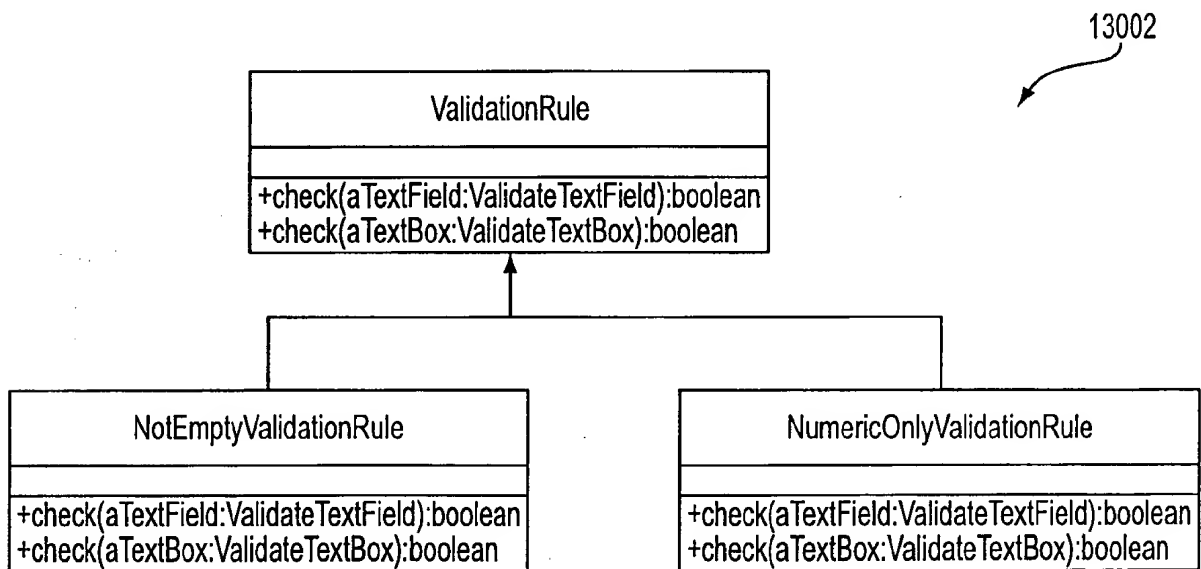 13002
ValidationRule
+check(aTextField:ValidateTextField):boolean
+check(aTextBox:ValidateTextBox):boolean
NotEmptyValidationRule
+check(aTextField:ValidateTextField):boolean
+check(aTextBox:ValidateTextBox):boolean
NumericOnlyValidationRule
+check(aTextField:ValidateTextField):boolean
+check(aTextBox:ValidateTextBox):boolean